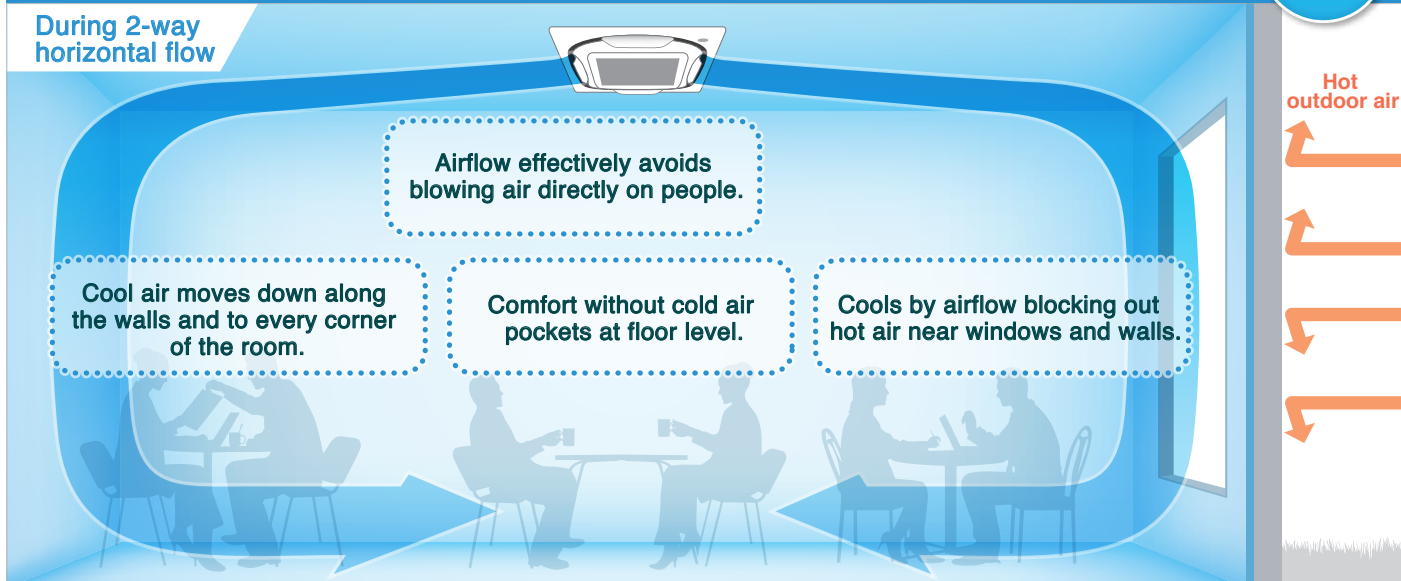 During 2-way
horizontal flow
Hot
outdoor air
Airflow effectively avoids
blowing air directly on people.
Cool air moves down along
the walls and to every corner
of the room.
Comfort without cold air
pockets at floor level.
Cools by airflow blocking out
hot air near windows and walls.